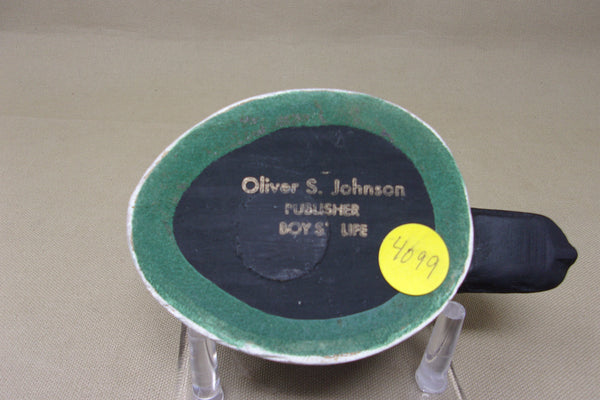 Oliver S. Johnson
PUBLISHER
BOYS' LIFE
4099